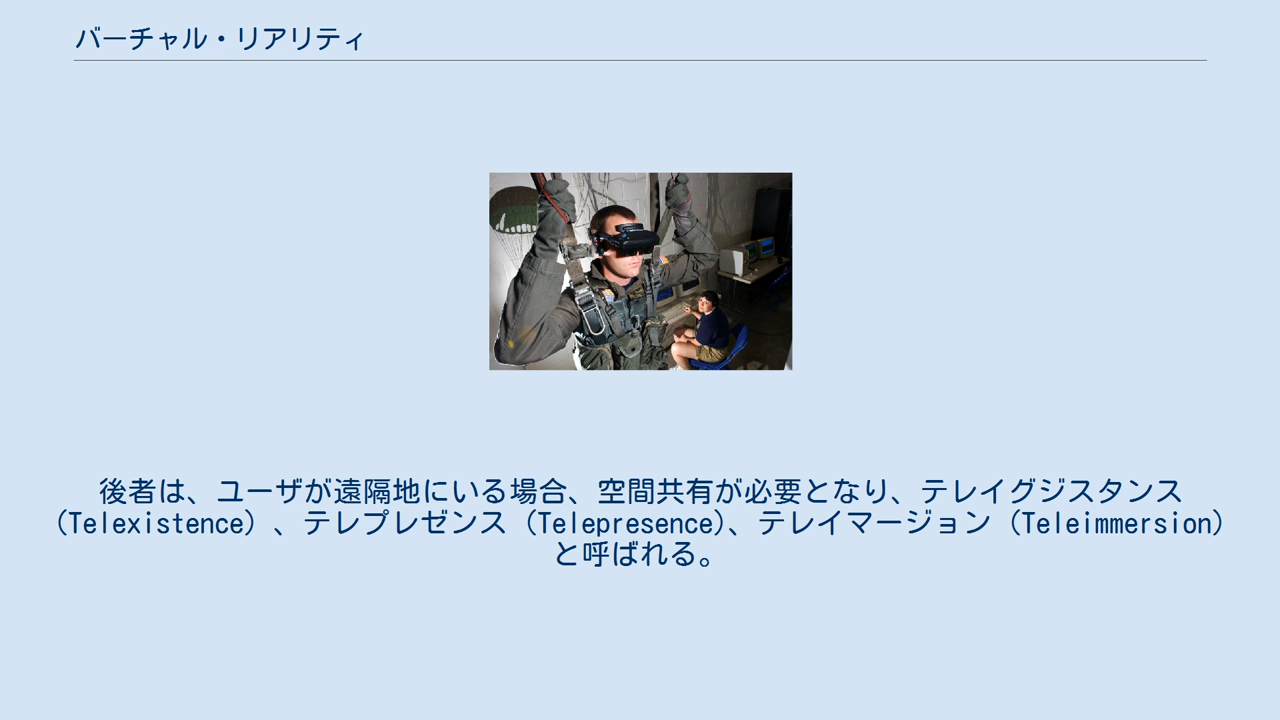 バーチャル・リアリティ
後者は、ユーザが遠隔地にいる場合、空間共有が必要となり、テレイグジスタンス
（Telexistence）、テレプレゼンス（Telepresence）、テレイマージョン（Teleimmersion）
と呼ばれる。